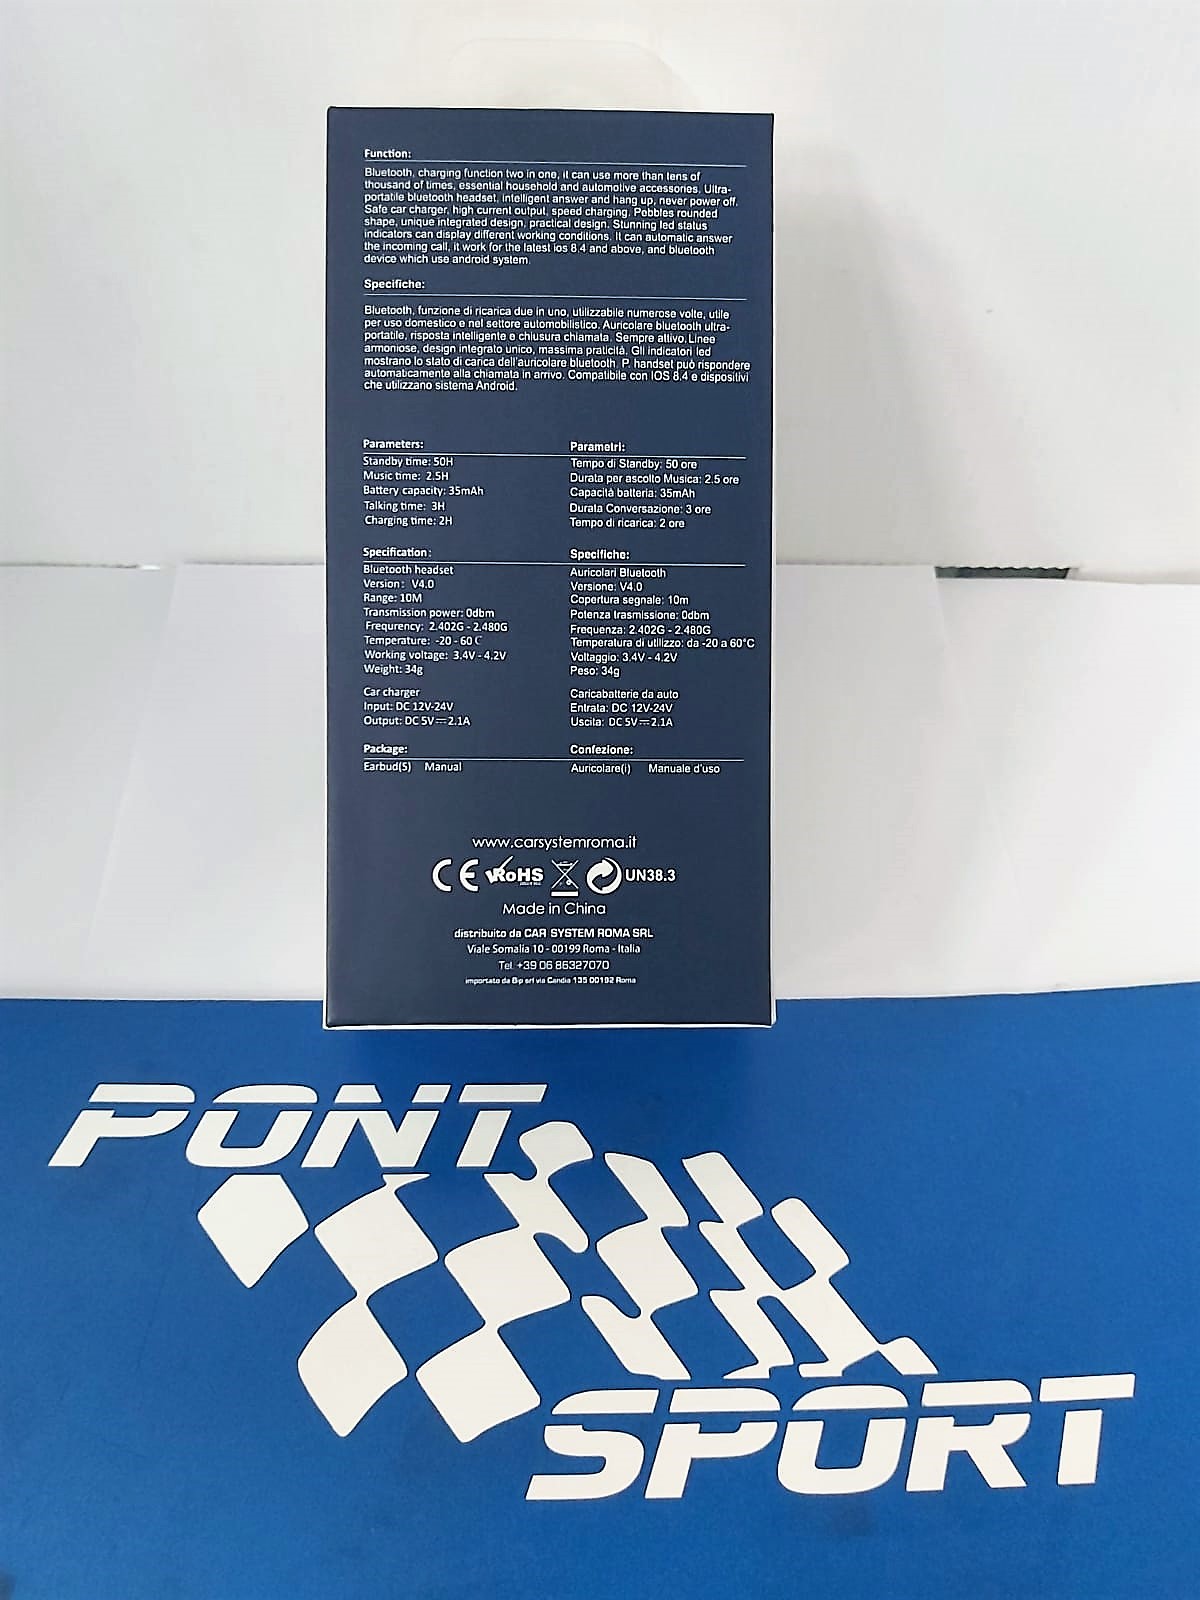 Function:
Bluetooth, charging function two in one, it can use more than tens of
thousand of times, essential household and automotive accessories. Ultra-
portable bluetooth headset. Intelligent answer and hang up, never power off.
Safe car charger, high current output, speed charging. Pebbles rounded
shape, unique integrated design, practical design. Stunning led status
indicators can display different working conditions. It can automatic answer
the incoming call, it work for the latest ios 8.4 and above, and bluetooth
device which use android system.
Specifiche:
Bluetooth, funzione di ricarica due in uno, utilizzabile numerose volte, utile
per uso domestico e nel settore automobilistico. Auricolare bluetooth ultra-
portatile, risposta intelligente e chiusura chiamata. Sempre attivo. Linee
armoniose, design integrato unico, massima praticità. Gli indicatori led
mostrano lo stato di carica dell'auricolare bluetooth. P. handset può rispondere
automaticamente alla chiamata in arrivo. Compatibile con IOS 8.4 e dispositivi
che utilizzano sistema Android.
Parameters:
Standby time: 50H
Music time: 2.5H
Battery capacity: 35mAh
Talking time: 3H
Charging time: 2H
Parametri:
Tempo di Standby: 50 ore
Durata per ascolto Musica: 2.5 ore
Capacità batteria: 35mAh
Durata Conversazione: 3 ore
Tempo di ricarica: 2 ore
Specification:
Bluetooth headset
Version: V4.0
Range: 10M
Transmission power: 0dbm
Frequrency: 2.402G - 2.480G
Temperature: -20 - 60℃
Working voltage: 3.4V - 4.2V
Weight: 34g
Car charger
Input: DC 12V-24V
Output: DC 5V⎓2.1A
Specifiche:
Auricolari Bluetooth
Versione: V4.0
Copertura segnale: 10m
Potenza trasmissione: 0dbm
Frequenza: 2.402G - 2.480G
Temperatura di utilizzo: da -20 a 60°C
Voltaggio: 3.4V - 4.2V
Peso: 34g
Caricabatterie da auto
Entrata: DC 12V-24V
Uscita: DC 5V⎓2.1A
Package:
Earbud(S) Manual
Confezione:
Auricolare(i) Manuale d'uso
www.carsystemroma.it
CE RoHS UN38.3
Made in China
distribuito da CAR SYSTEM ROMA SRL
Viale Somalia 10 - 00199 Roma - Italia
Tel. +39 06 86327070
importato da Bip srl via Candia 135 00192 Roma
PONT
SPORT